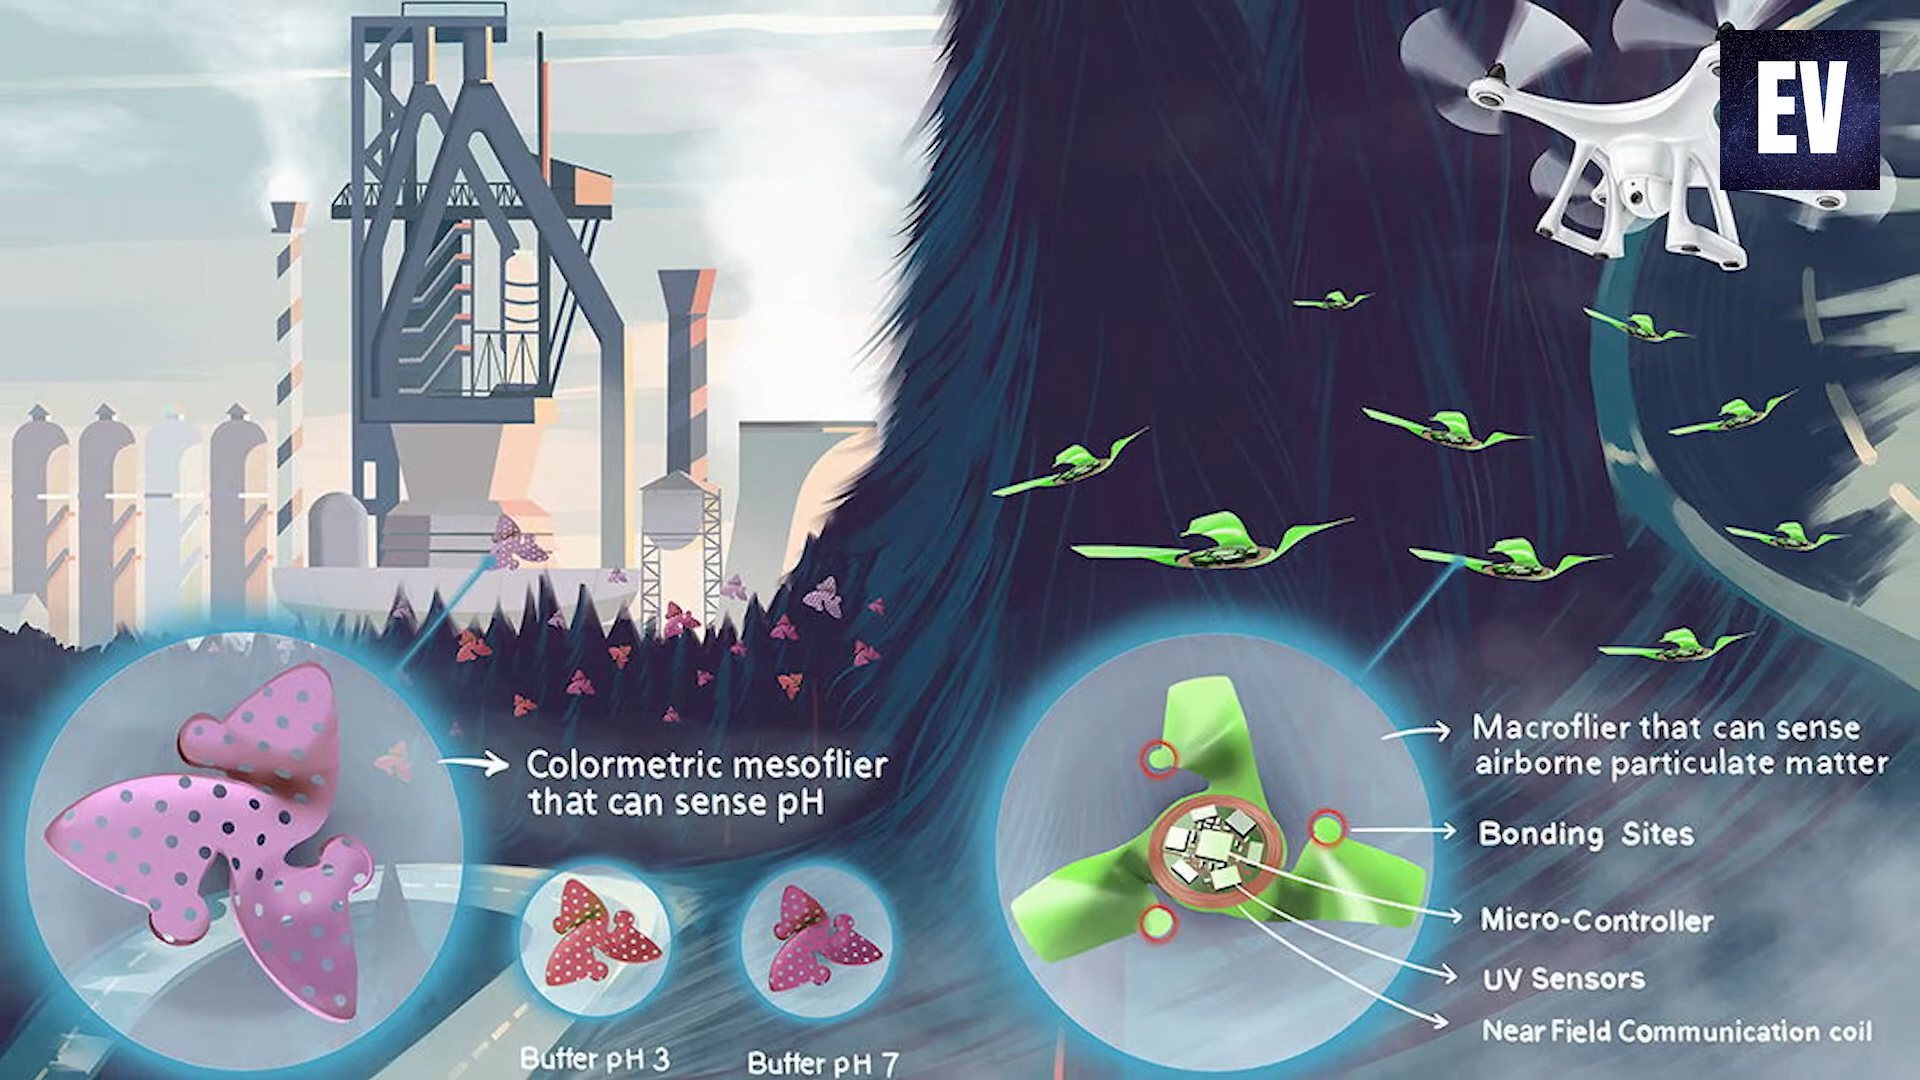 EV
Colormetric mesoflier
that can sense pH
Buffer pH 3
Buffer pH 7
Macroflier that can sense
airborne particulate matter
Bonding Sites
Micro-Controller
UV Sensors
Near Field Communication coil